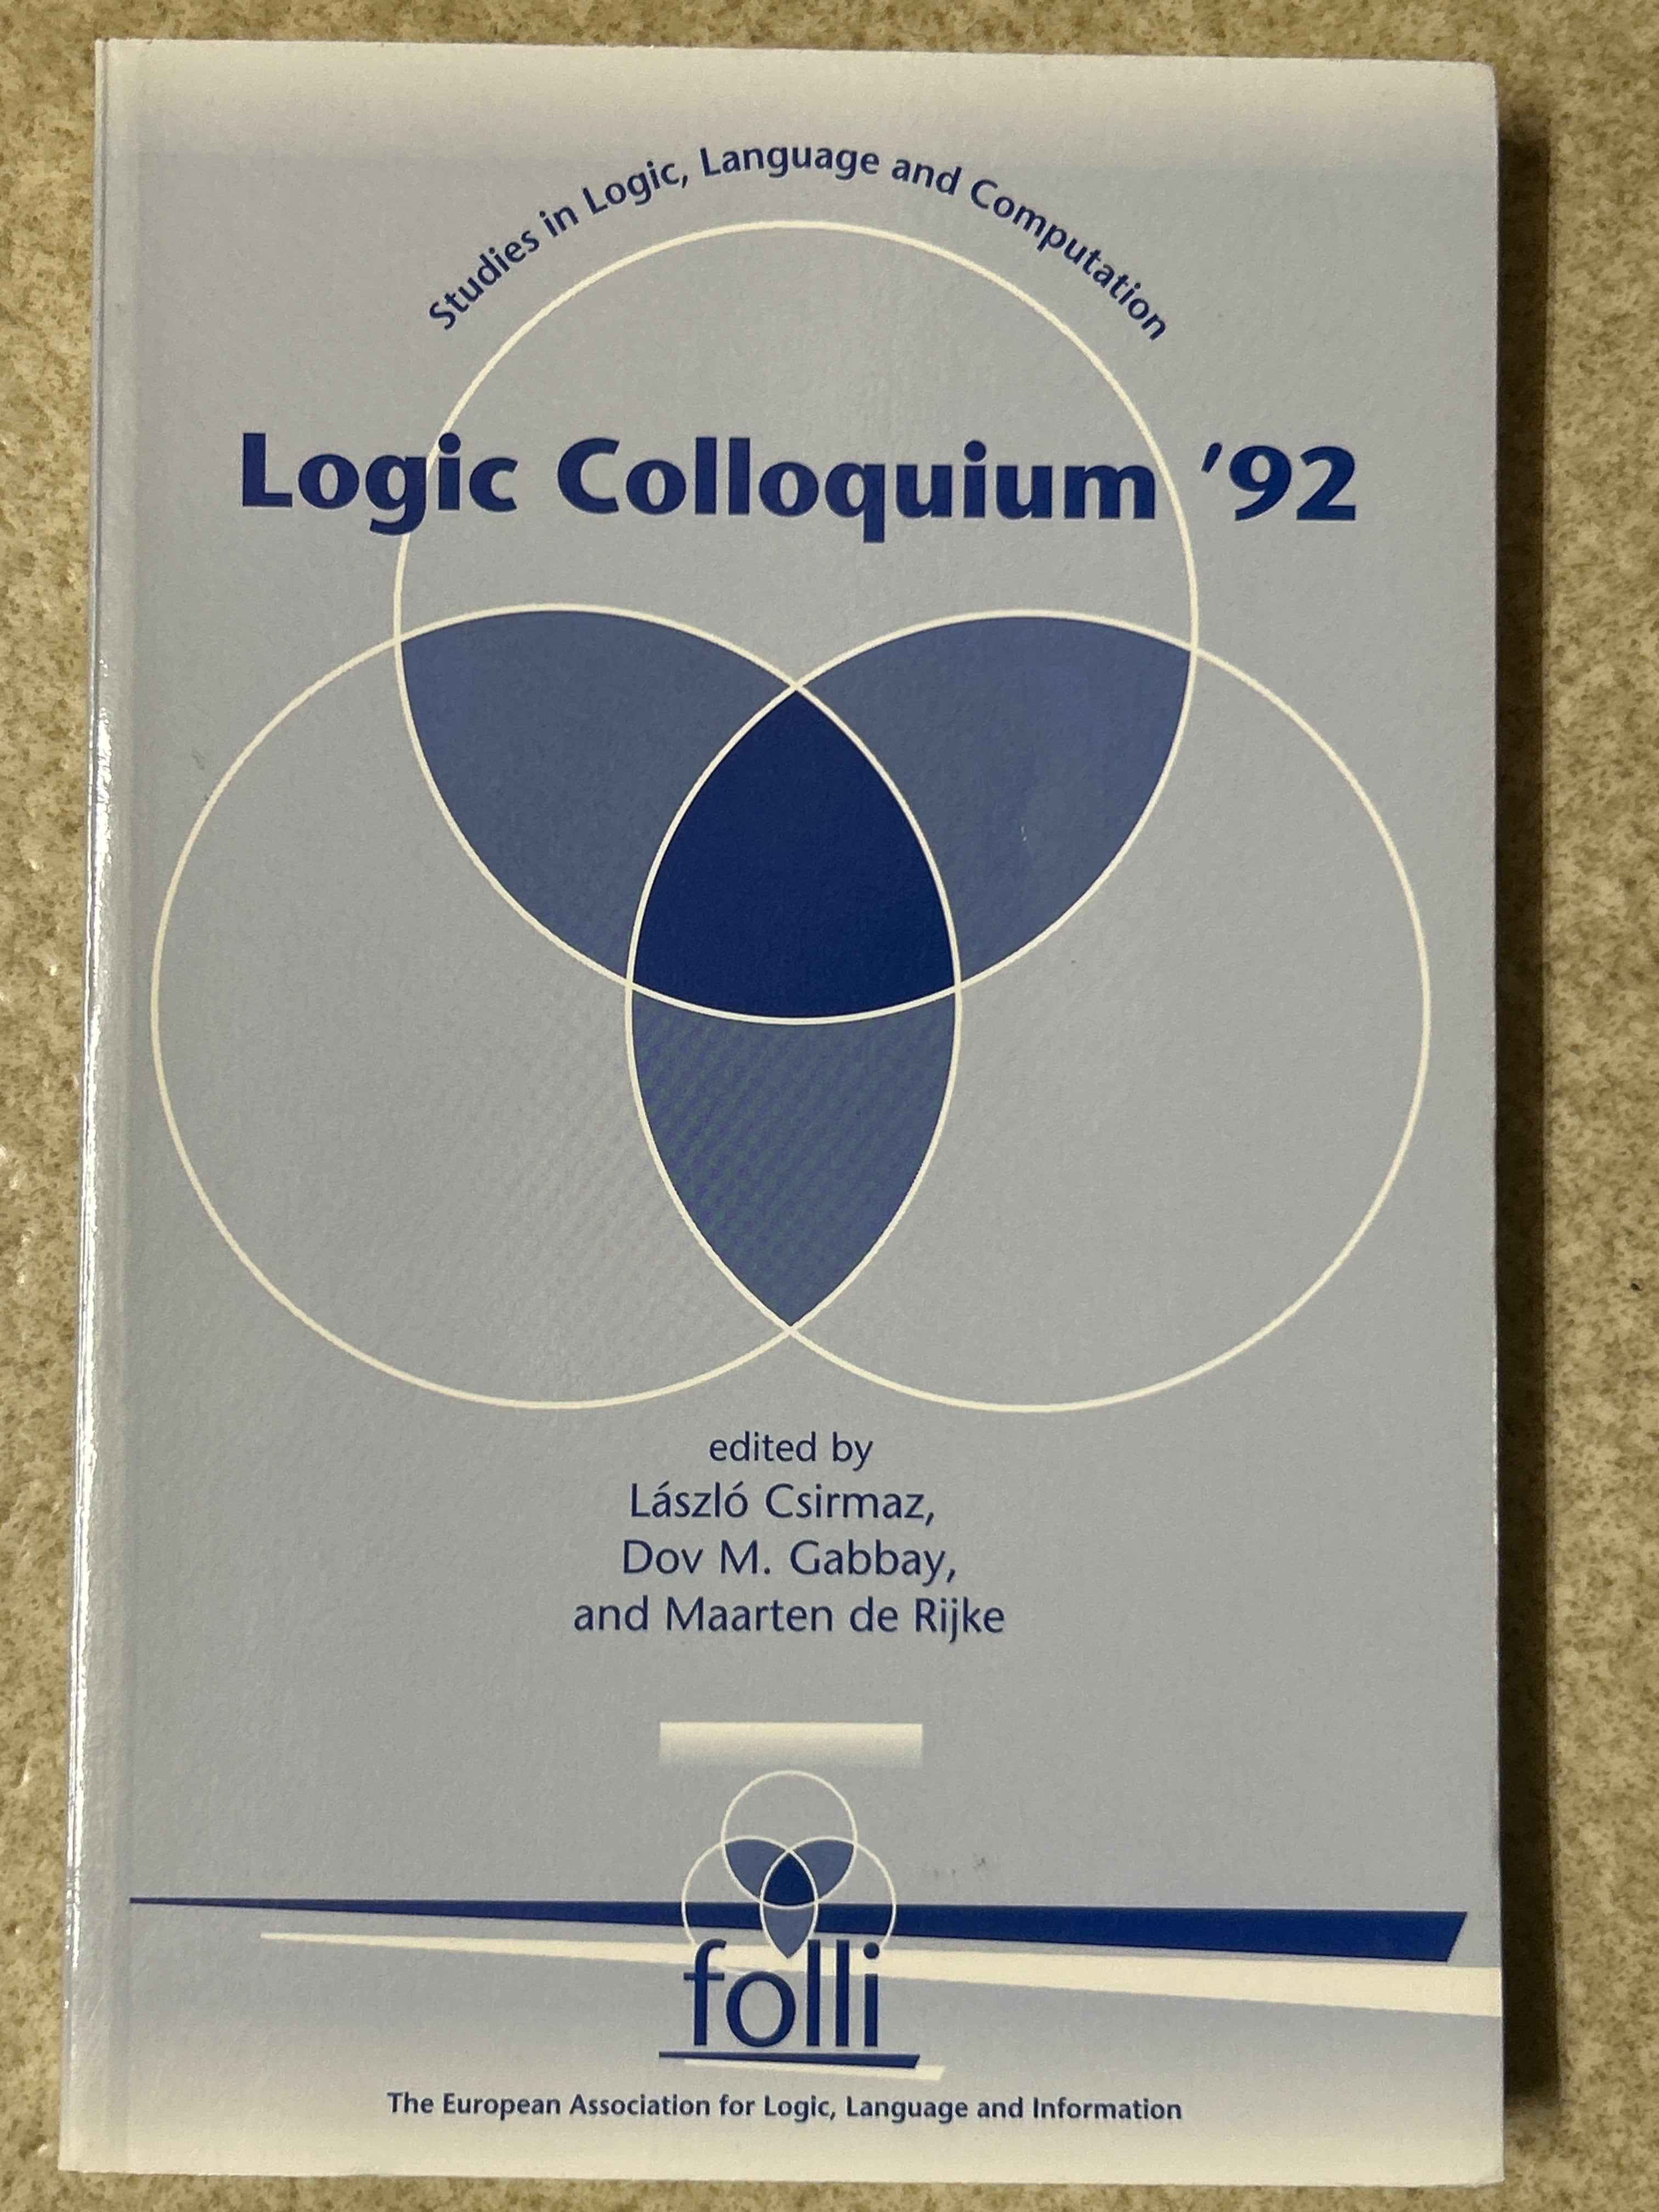 Studies in Logic, Language and Computation
Logic Colloquium ’92
edited by
László Csirmaz,
Dov M. Gabbay,
and Maarten de Rijke
folli
The European Association for Logic, Language and Information